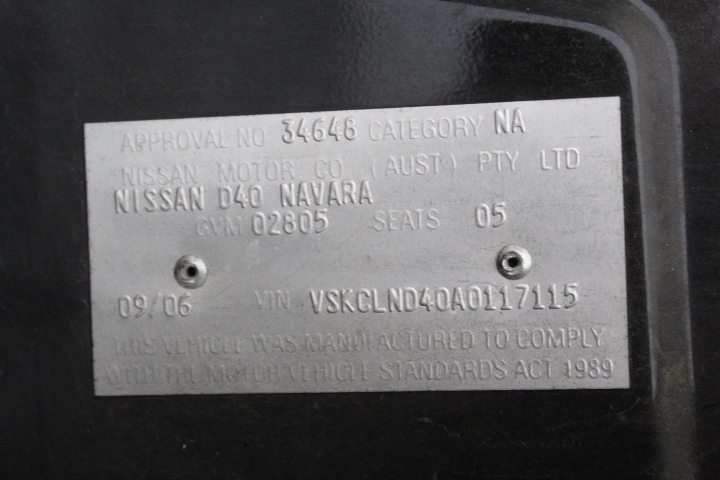 APPROVAL NO 34648 CATEGORY NA
NISSAN MOTOR CO (AUST) PTY LTD
NISSAN D40 NAVARA
GVM 02805 SEATS 05
09/06 VIN VSKCLND40A0117115
THIS VEHICLE WAS MANUFACTURED TO COMPLY
WITH THE MOTOR VEHICLE STANDARDS ACT 1989